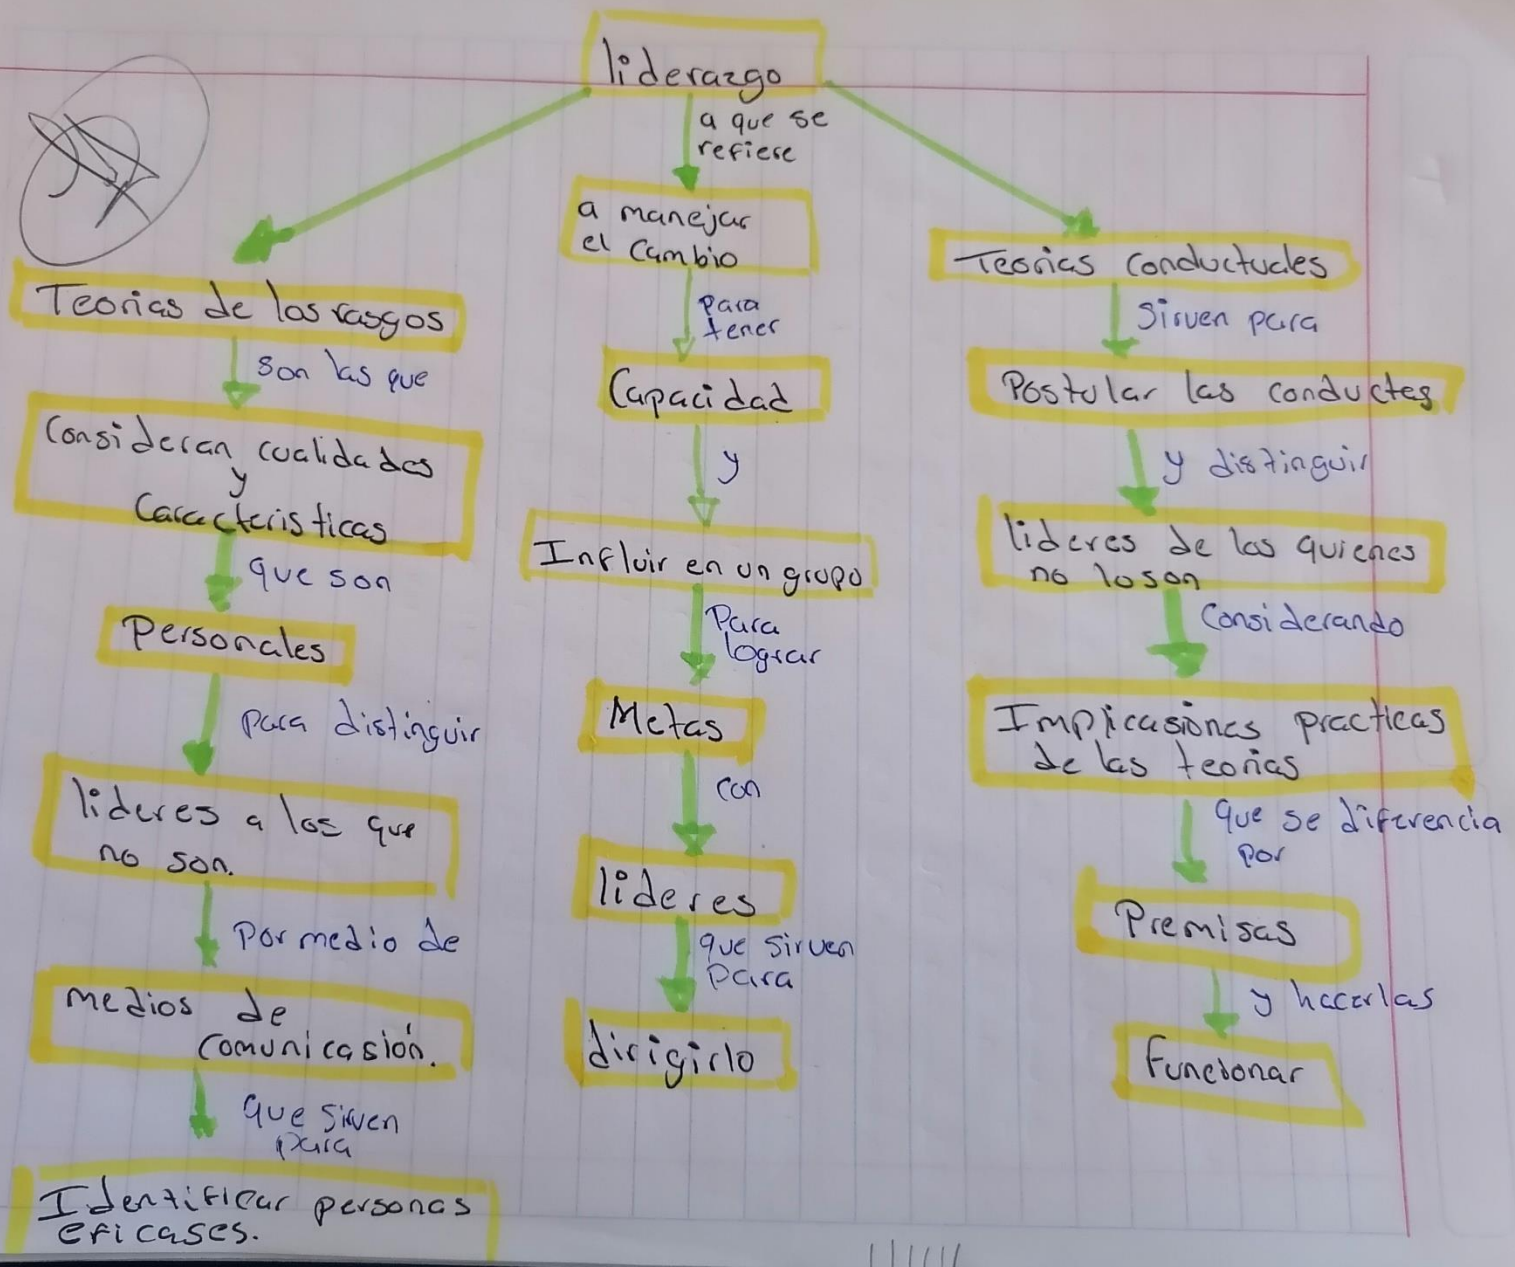 liderazgo
a que se
refiere
a manejar
el cambio
para
tener
Capacidad
y
Influir en un grupo
Para
lograr
Metas
con
lideres
que sirven
para
dirigirlo
Teorias de los rasgos
son las que
Consideran cualidades
y
Caracteristicas
que son
Personales
para distinguir
lideres a los que
no son.
Por medio de
medios de
comunicasión.
que sirven
para
Identificar personas
eficases.
Teorias conductuales
Sirven para
Postular las conductas
y distinguir
lideres de los quienes
no loson
Considerando
Implicasiónes practicas
de las teorias
que se diferencia
por
Premisas
y hacerlas
Funcionar